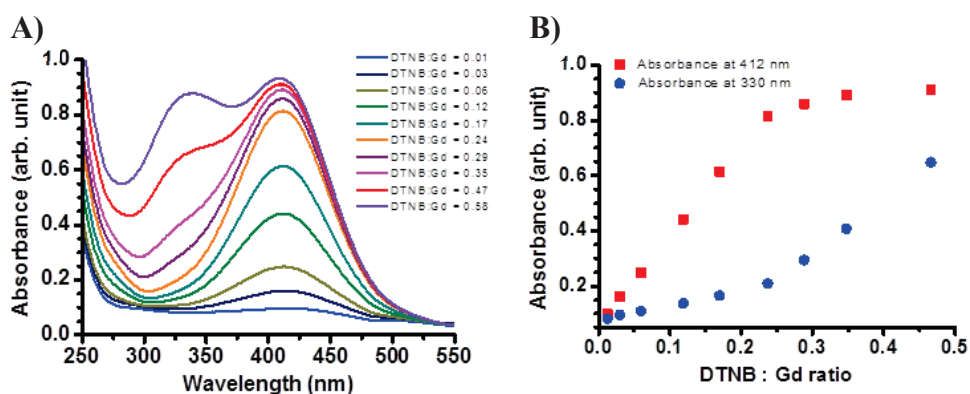 A)
Absorbance (arb. unit)
1.0
0.8
0.6
0.4
0.2
0.0
DTNB:Gd = 0.01
DTNB:Gd = 0.03
DTNB:Gd = 0.06
DTNB:Gd = 0.12
DTNB:Gd = 0.17
DTNB:Gd = 0.24
DTNB:Gd = 0.29
DTNB:Gd = 0.35
DTNB:Gd = 0.47
DTNB:Gd = 0.58
250 300 350 400 450 500 550
Wavelength (nm)
B)
Absorbance (arb. unit)
1.0
0.8
0.6
0.4
0.2
Absorbance at 412 nm
Absorbance at 330 nm
0.0 0.1 0.2 0.3 0.4 0.5
DTNB : Gd ratio